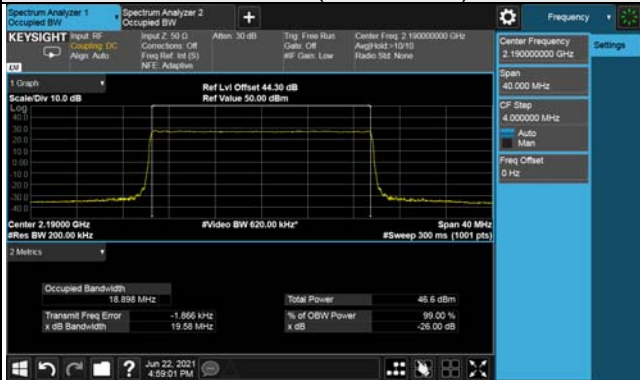 Spectrum Analyzer 1
Occupied BW
Spectrum Analyzer 2
Occupied BW
+
Frequency
KEYSIGHT
Input: RF
Coupling: DC
Align: Auto
Input Z: 50 Ω
Corrections: Off
Freq Ref: Int (S)
NFE: Adaptive
Atten: 30 dB
Trig: Free Run
Gate: Off
#IF Gain: Low
Center Freq: 2.190000000 GHz
Avg|Hold:>10/10
Radio Std: None
Center Frequency
2.190000000 GHz
Settings
Span
40.000 MHz
CF Step
4.000000 MHz
Auto
Man
Freq Offset
0 Hz
LXI
1 Graph
Scale/Div 10.0 dB
Ref Lvl Offset 44.30 dB
Ref Value 50.00 dBm
Log
40.0
30.0
20.0
10.0
0.00
-10.0
-20.0
-30.0
-40.0
Center 2.19000 GHz
#Res BW 200.00 kHz
#Video BW 620.00 kHz*
Span 40 MHz
#Sweep 300 ms (1001 pts)
2 Metrics
Occupied Bandwidth
18.898 MHz
Total Power
46.6 dBm
Transmit Freq Error
-1.866 kHz
% of OBW Power
99.00 %
x dB Bandwidth
19.58 MHz
x dB
-26.00 dB
?
Jun 22, 2021
4:59:01 PM